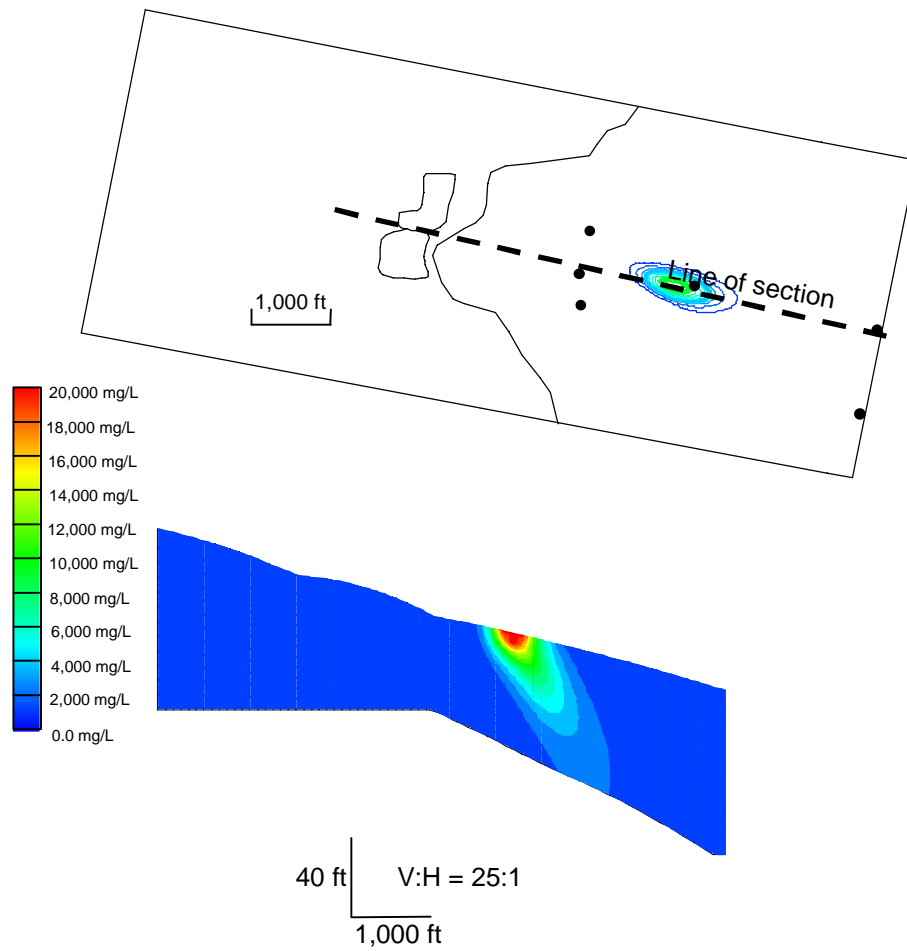 Line of section
1,000 ft
20,000 mg/L
18,000 mg/L
16,000 mg/L
14,000 mg/L
12,000 mg/L
10,000 mg/L
8,000 mg/L
6,000 mg/L
4,000 mg/L
2,000 mg/L
0.0 mg/L
40 ft
V:H = 25:1
1,000 ft